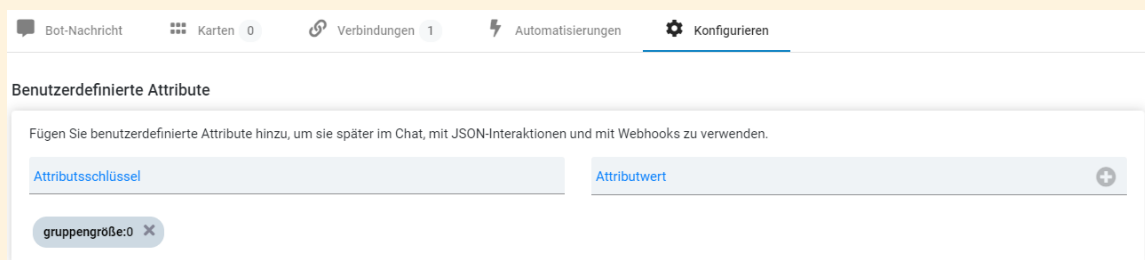 Bot-Nachricht Karten 0 Verbindungen 1 Automatisierungen Konfigurieren
Benutzerdefinierte Attribute
Fügen Sie benutzerdefinierte Attribute hinzu, um sie später im Chat, mit JSON-Interaktionen und mit Webhooks zu verwenden.
Attributsschlüssel Attributwert
gruppengröße:0